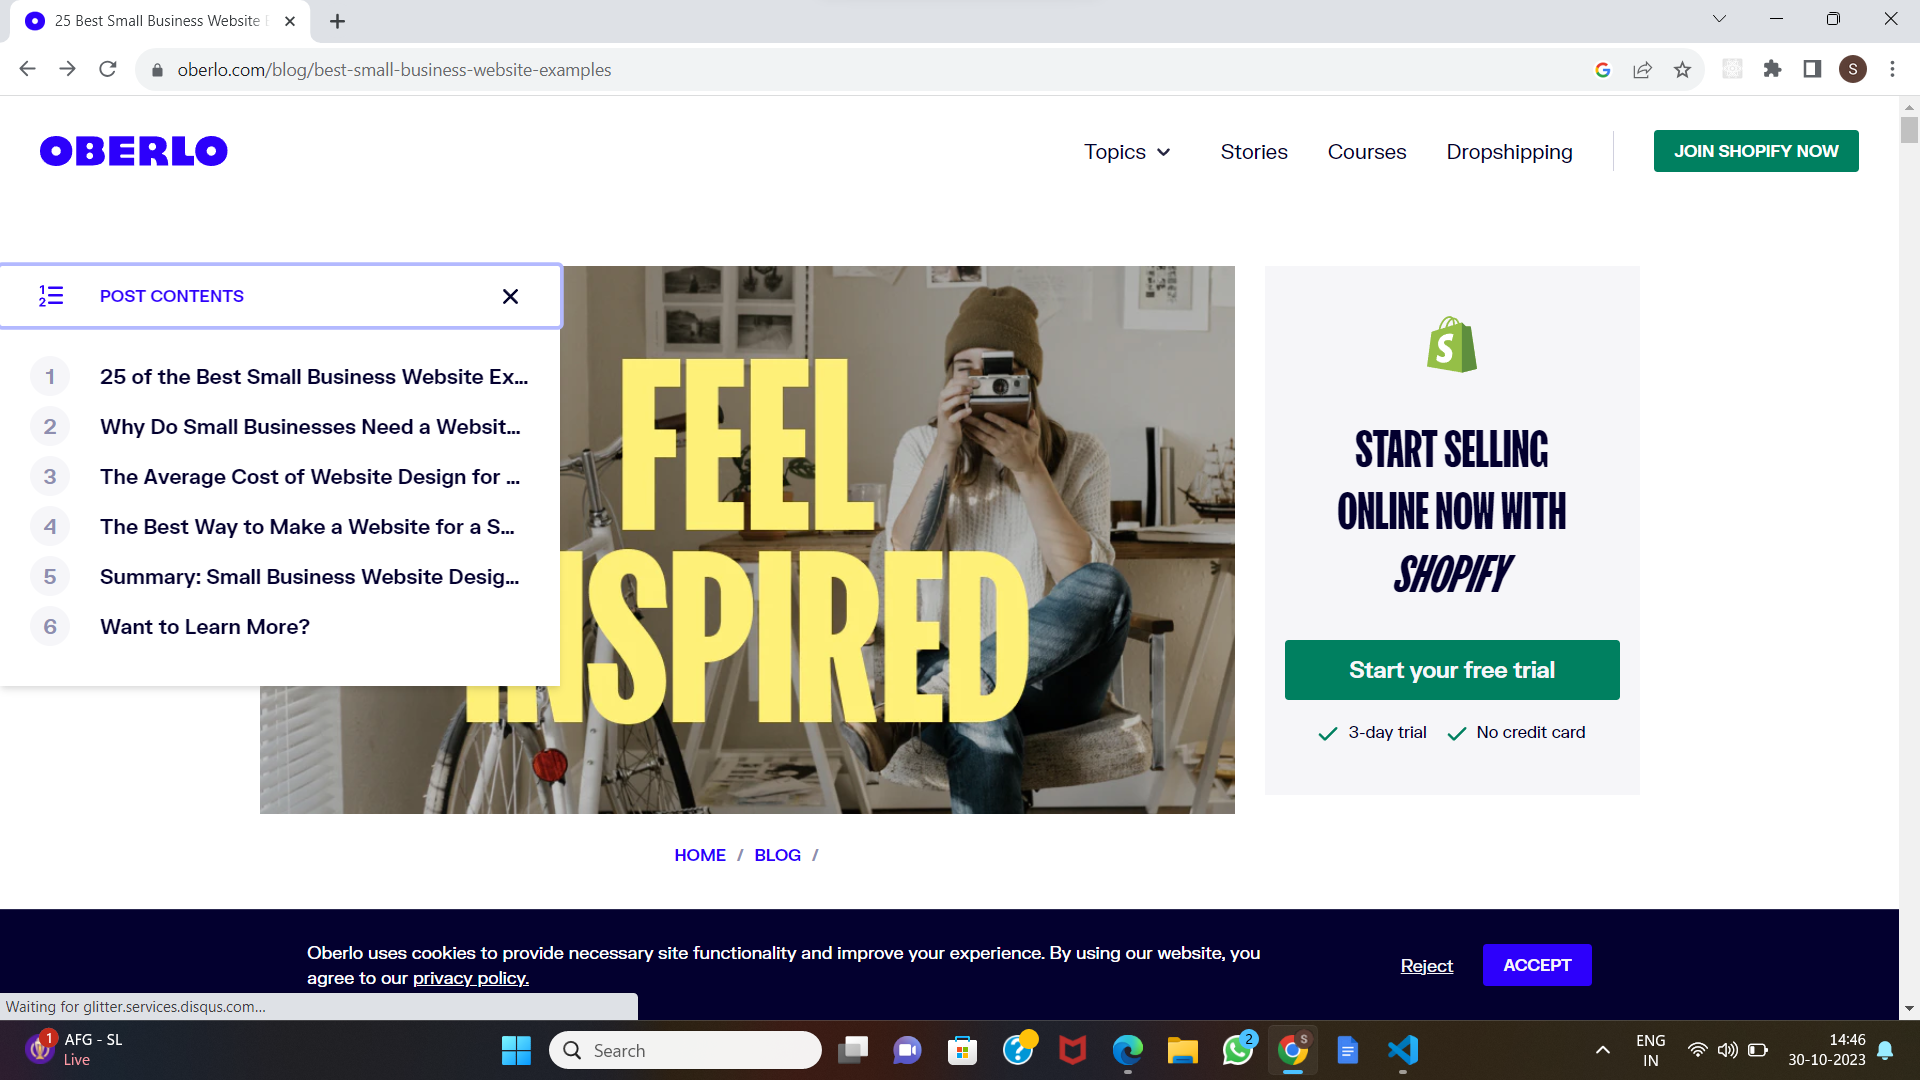 25 Best Small Business Website E
oberlo.com/blog/best-small-business-website-examples
S
OBERLO
Topics
Stories
Courses
Dropshipping
JOIN SHOPIFY NOW
POST CONTENTS
1 25 of the Best Small Business Website Ex...
2 Why Do Small Businesses Need a Websit...
3 The Average Cost of Website Design for ...
4 The Best Way to Make a Website for a S...
5 Summary: Small Business Website Desig...
6 Want to Learn More?
FEEL
INSPIRED
S
START SELLING
ONLINE NOW WITH
SHOPIFY
Start your free trial
3-day trial
No credit card
HOME / BLOG /
Oberlo uses cookies to provide necessary site functionality and improve your experience. By using our website, you
agree to our privacy policy.
Reject
ACCEPT
Waiting for glitter.services.disqus.com...
1
AFG - SL
Live
Search
2
S
ENG
IN
14:46
30-10-2023